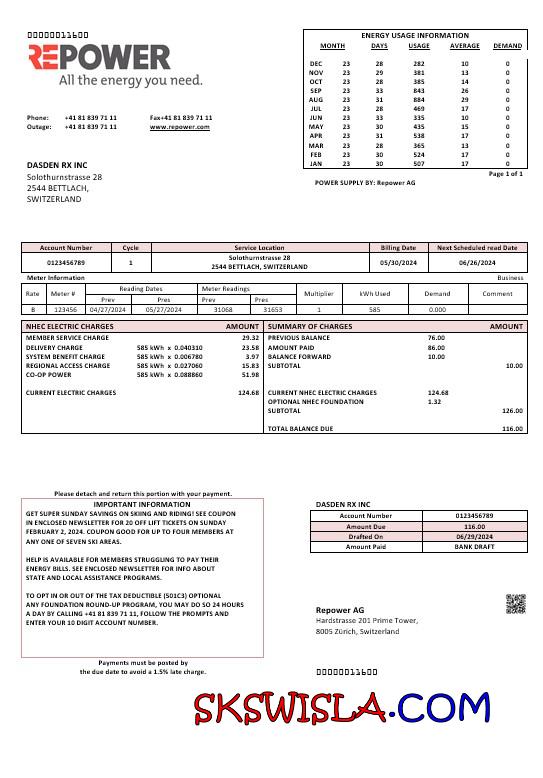 00000011600
REPOWER
All the energy you need.
Phone: +41 81 839 71 11 Fax+41 81 839 71 11
Outage: +41 81 839 71 11 www.repower.com
DASDEN RX INC
Solothurnstrasse 28
2544 BETTLACH,
SWITZERLAND
ENERGY USAGE INFORMATION
MONTH DAYS USAGE AVERAGE DEMAND
DEC 23 28 282 10 0
NOV 23 29 381 13 0
OCT 23 28 385 14 0
SEP 23 33 843 26 0
AUG 23 31 884 29 0
JUL 23 28 469 17 0
JUN 23 33 335 10 0
MAY 23 30 435 15 0
APR 23 31 538 17 0
MAR 23 28 365 13 0
FEB 23 30 524 17 0
JAN 23 30 507 17 0
Page 1 of 1
POWER SUPPLY BY: Repower AG
Account Number Cycle Service Location Billing Date Next Scheduled read Date
0123456789 1 Solothurnstrasse 28 05/30/2024 06/26/2024
2544 BETTLACH, SWITZERLAND
Meter Information Business
Rate Meter # Reading Dates Meter Readings Multiplier kWh Used Demand Comment
Prev Pres Prev Pres
B 123456 04/27/2024 05/27/2024 31068 31653 1 585 0.000
NHEC ELECTRIC CHARGES AMOUNT
MEMBER SERVICE CHARGE 29.32
DELIVERY CHARGE 585 kWh x 0.040310 23.58
SYSTEM BENEFIT CHARGE 585 kWh x 0.006780 3.97
REGIONAL ACCESS CHARGE 585 kWh x 0.027060 15.83
CO-OP POWER 585 kWh x 0.088860 51.98
CURRENT ELECTRIC CHARGES 124.68
SUMMARY OF CHARGES AMOUNT
PREVIOUS BALANCE 76.00
AMOUNT PAID 86.00
BALANCE FORWARD 10.00
SUBTOTAL 10.00
CURRENT NHEC ELECTRIC CHARGES 124.68
OPTIONAL NHEC FOUNDATION 1.32
SUBTOTAL 126.00
TOTAL BALANCE DUE 116.00
Please detach and return this portion with your payment.
IMPORTANT INFORMATION
GET SUPER SUNDAY SAVINGS ON SKIING AND RIDING! SEE COUPON
IN ENCLOSED NEWSLETTER FOR 20 OFF LIFT TICKETS ON SUNDAY
FEBRUARY 2, 2024. COUPON GOOD FOR UP TO FOUR MEMBERS AT
ANY ONE OF SEVEN SKI AREAS.
HELP IS AVAILABLE FOR MEMBERS STRUGGLING TO PAY THEIR
ENERGY BILLS. SEE ENCLOSED NEWSLETTER FOR INFO ABOUT
STATE AND LOCAL ASSISTANCE PROGRAMS.
TO OPT IN OR OUT OF THE TAX DEDUCTIBLE (501C3) OPTIONAL
ANY FOUNDATION ROUND-UP PROGRAM, YOU MAY DO SO 24 HOURS
A DAY BY CALLING +41 81 839 71 11, FOLLOW THE PROMPTS AND
ENTER YOUR 10 DIGIT ACCOUNT NUMBER.
Payments must be posted by
the due date to avoid a 1.5% late charge.
DASDEN RX INC
Account Number 0123456789
Amount Due 116.00
Drafted On 06/29/2024
Amount Paid BANK DRAFT
Repower AG
Hardstrasse 201 Prime Tower,
8005 Zürich, Switzerland
00000011600
SKSWISLA.COM